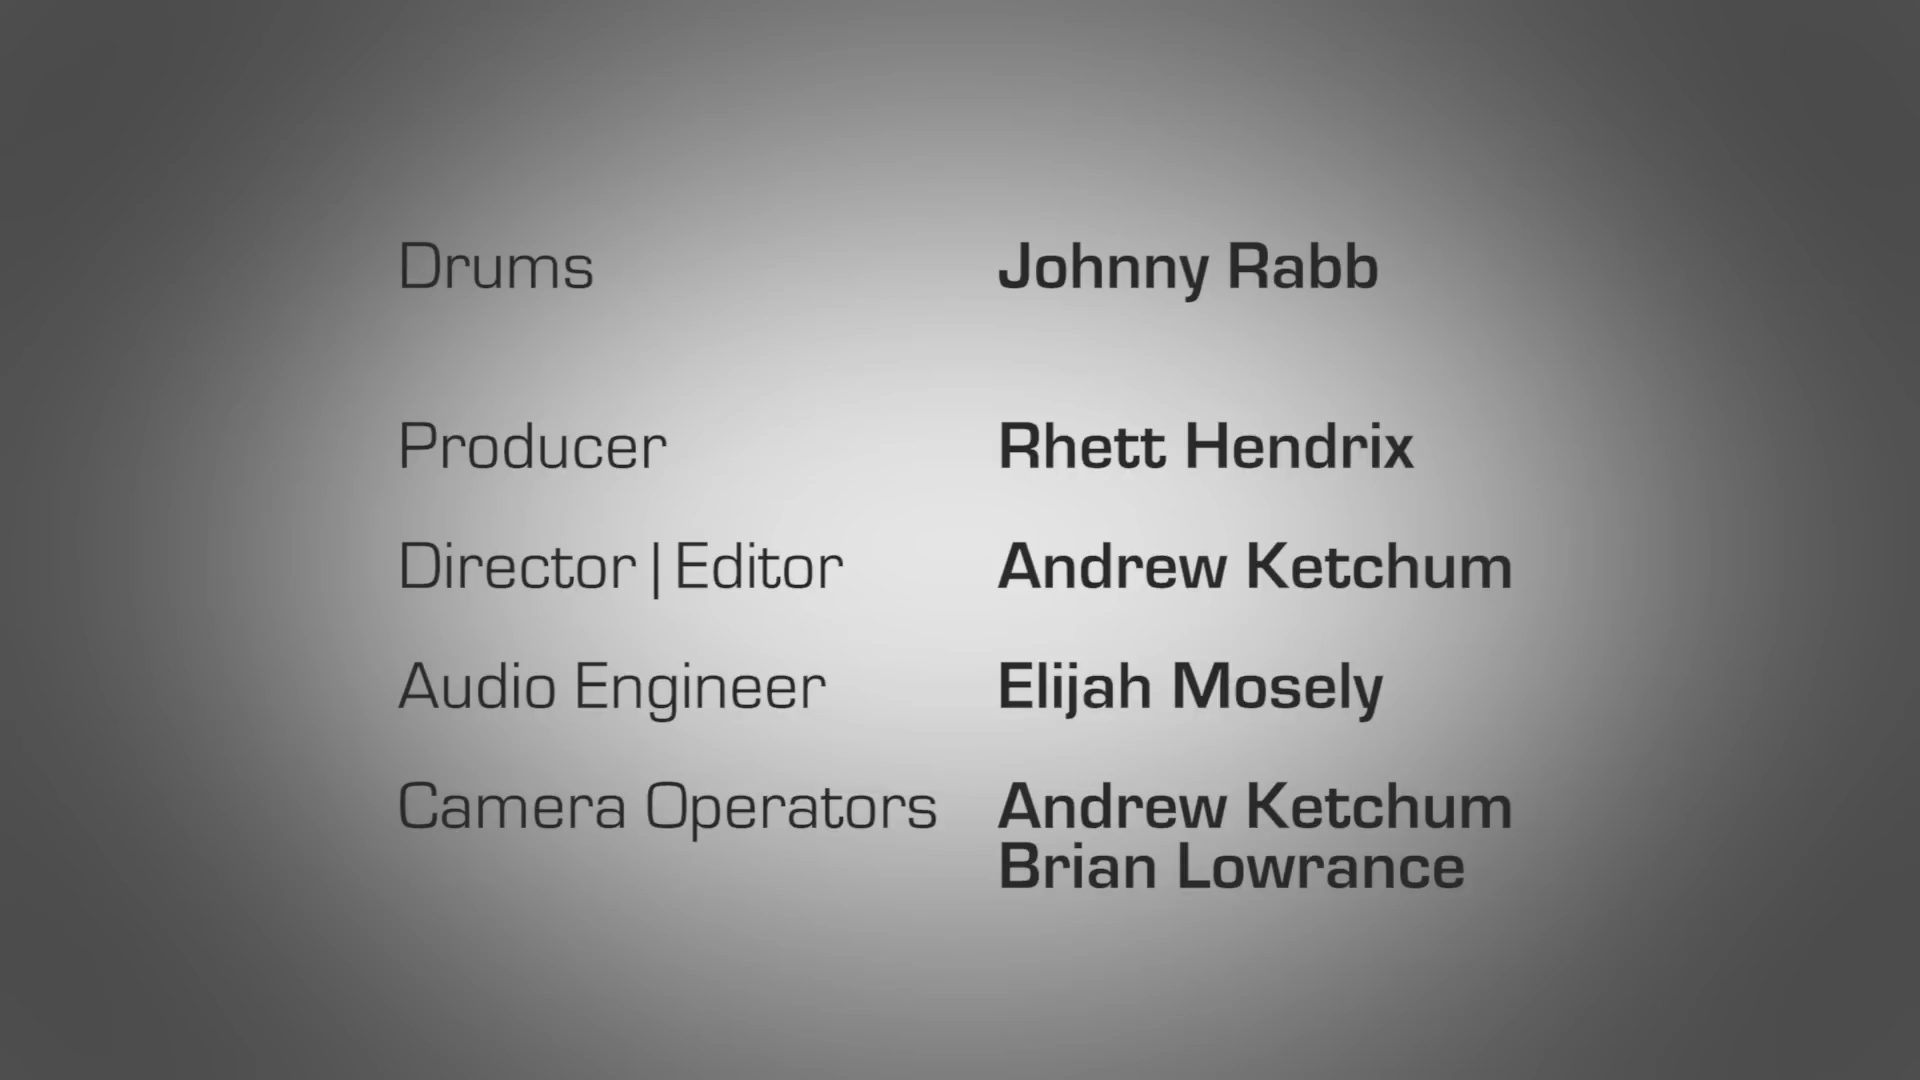 Drums Johnny Rabb
Producer Rhett Hendrix
Director|Editor Andrew Ketchum
Audio Engineer Elijah Mosely
Camera Operators Andrew Ketchum
Brian Lowrance